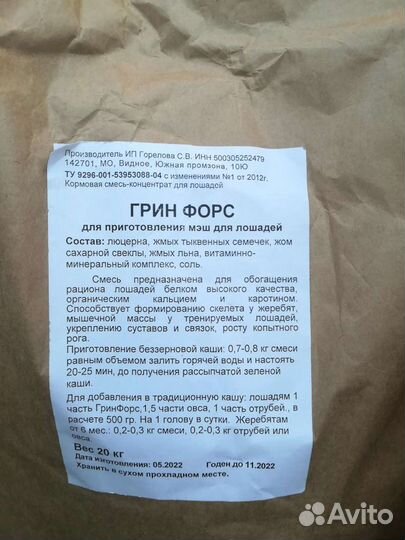 Производитель ИП Горелова С.В. ИНН 500305252479
142701, МО, Видное, Южная промзона, 10Ю
ТУ 9296-001-53953088-04 с изменениями №1 от 2012г.
Кормовая смесь-концентрат для лошадей
ГРИН ФОРС
для приготовления мэш для лошадей
Состав: люцерна, жмых тыквенных семечек, жом
сахарной свеклы, жмых льна, витаминно-
минеральный комплекс, соль.
Смесь предназначена для обогащения
рациона лошадей белком высокого качества,
органическим кальцием и каротином.
Способствует формированию скелета у жеребят,
мышечной массы у тренируемых лошадей,
укреплению суставов и связок, росту копытного
рога.
Приготовление беззерновой каши: 0,7-0,8 кг смеси
равным объемом залить горячей воды и настоять
20-25 мин, до получения рассыпчатой зеленой
каши.
Для добавления в традиционную кашу: лошадям 1
часть ГринФорс,1,5 части овса, 1 часть отрубей., в
расчете 500 гр. На 1 голову в сутки. Жеребятам
от 6 мес.: 0,2-0,3 кг смеси, 0,2-0,3 кг отрубей или
овса.
Вес 20 кг
Дата изготовления: 05.2022 Годен до 11.2022
Хранить в сухом прохладном месте.
Avito